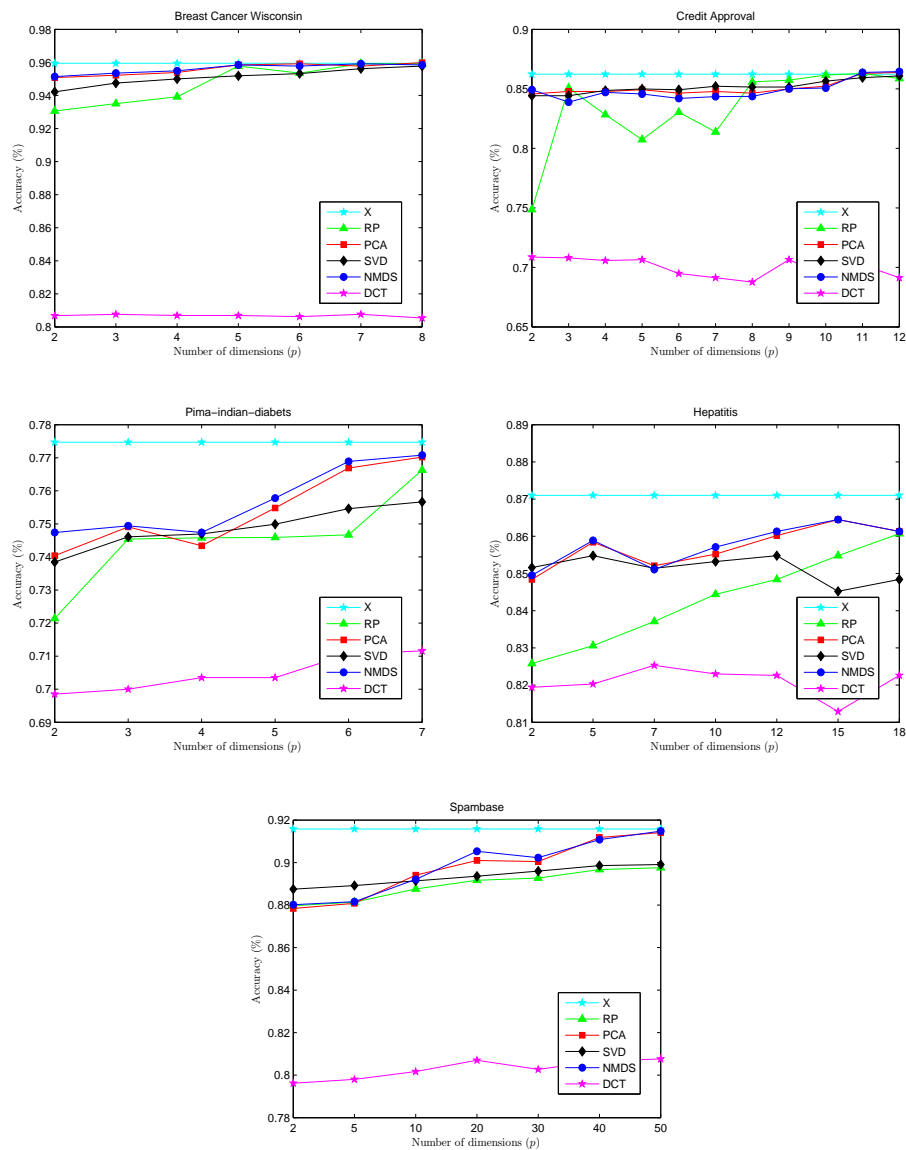 Breast Cancer Wisconsin
0.98
0.96
0.94
0.92
0.9
0.88
0.86
0.84
0.82
0.8
Accuracy (%)
2 3 4 5 6 7 8
Number of dimensions (p)
X
RP
PCA
SVD
NMDS
DCT
Credit Approval
0.9
0.85
0.8
0.75
0.7
0.65
Accuracy (%)
2 3 4 5 6 7 8 9 10 11 12
Number of dimensions (p)
X
RP
PCA
SVD
NMDS
DCT
Pima−indian−diabets
0.78
0.77
0.76
0.75
0.74
0.73
0.72
0.71
0.7
0.69
Accuracy (%)
2 3 4 5 6 7
Number of dimensions (p)
X
RP
PCA
SVD
NMDS
DCT
Hepatitis
0.89
0.88
0.87
0.86
0.85
0.84
0.83
0.82
0.81
Accuracy (%)
2 5 7 10 12 15 18
Number of dimensions (p)
X
RP
PCA
SVD
NMDS
DCT
Spambase
0.92
0.9
0.88
0.86
0.84
0.82
0.8
0.78
Accuracy (%)
2 5 10 20 30 40 50
Number of dimensions (p)
X
RP
PCA
SVD
NMDS
DCT